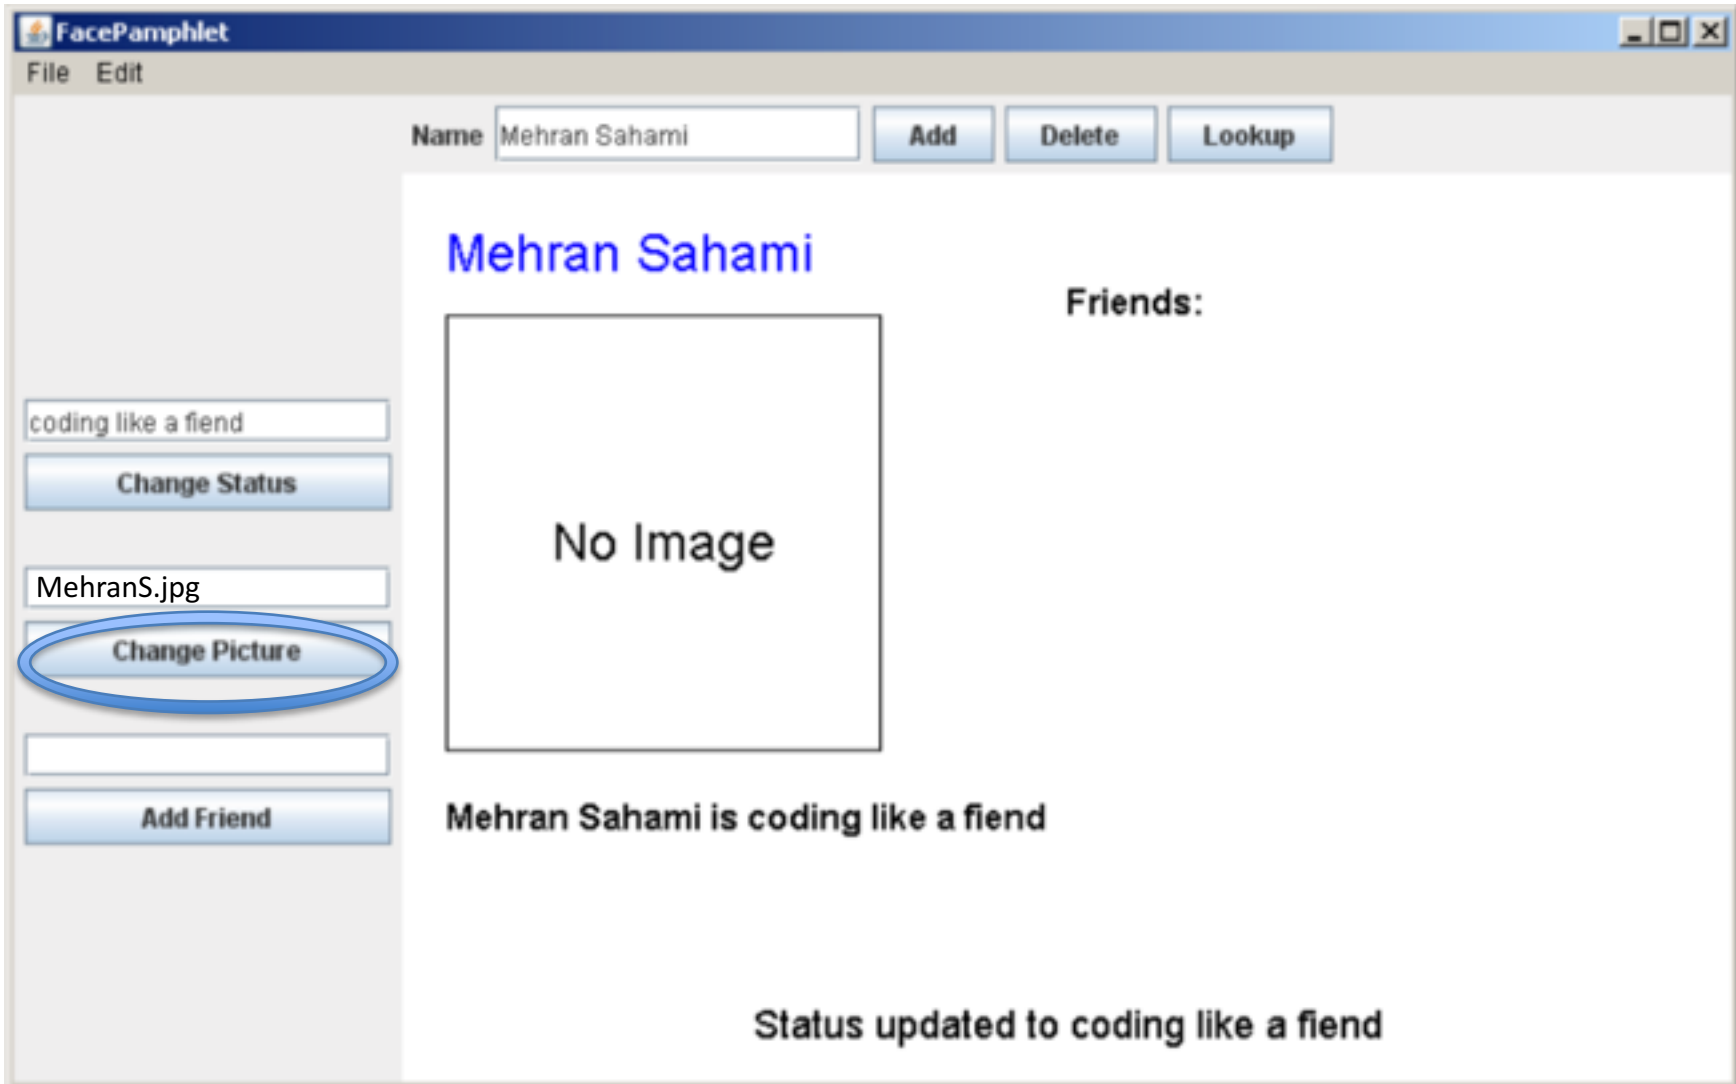 FacePamphlet
File Edit
Name Mehran Sahami Add Delete Lookup
Mehran Sahami
Friends:
coding like a fiend
Change Status
No Image
MehranS.jpg
Change Picture
Add Friend
Mehran Sahami is coding like a fiend
Status updated to coding like a fiend